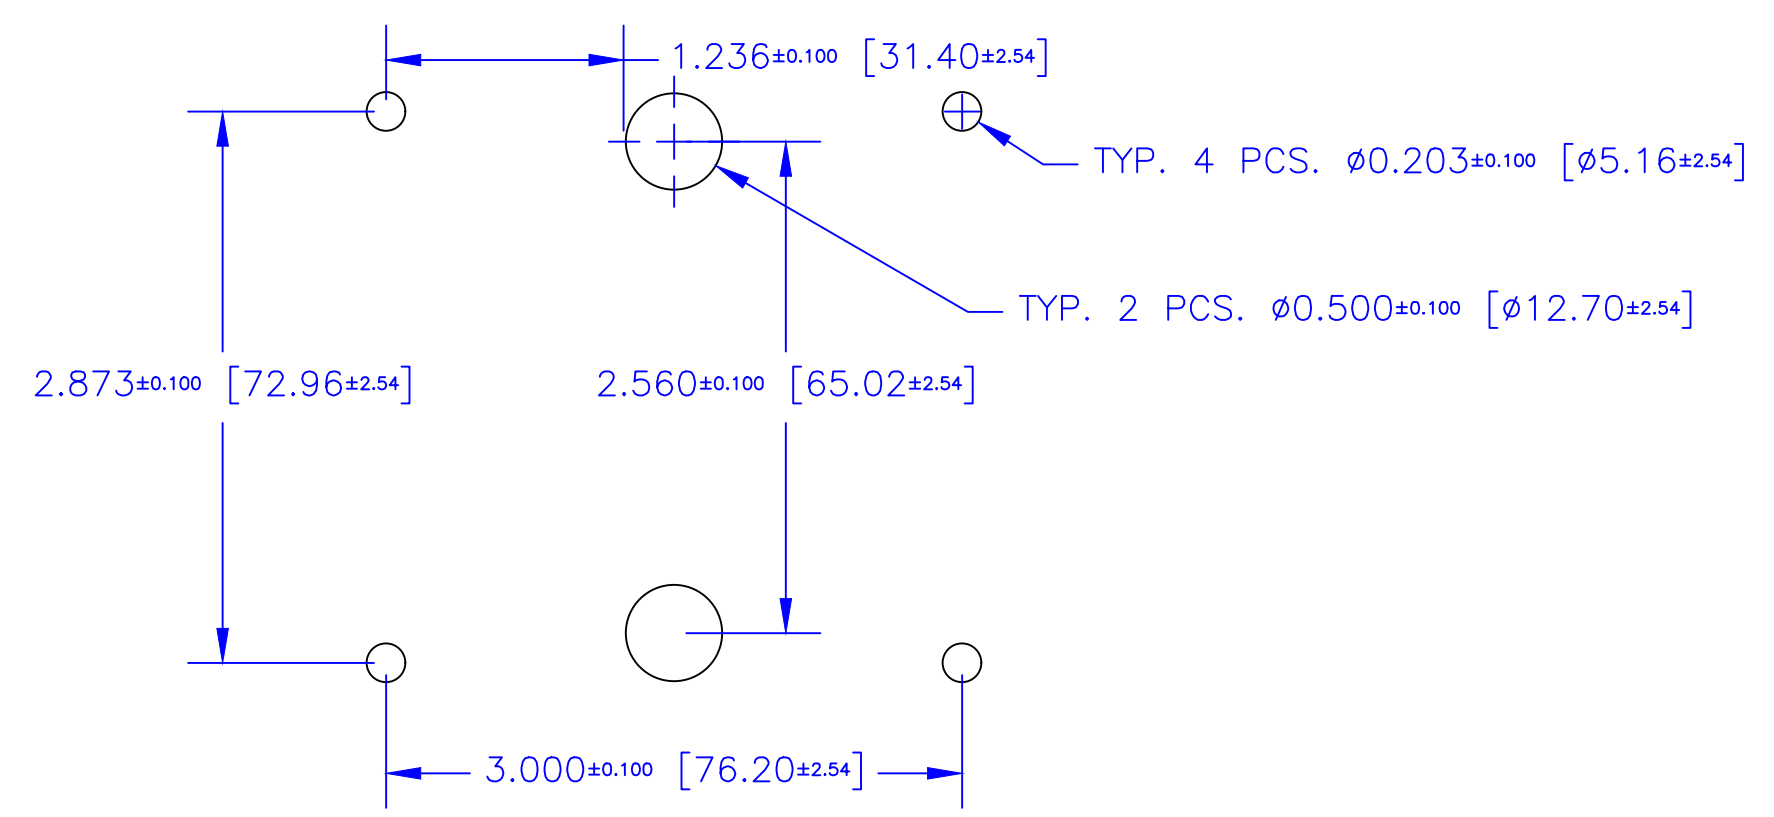 1.236±0.100 [31.40±2.54]
TYP. 4 PCS. ø0.203±0.100 [ø5.16±2.54]
TYP. 2 PCS. ø0.500±0.100 [ø12.70±2.54]
2.873±0.100 [72.96±2.54]
2.560±0.100 [65.02±2.54]
3.000±0.100 [76.20±2.54]